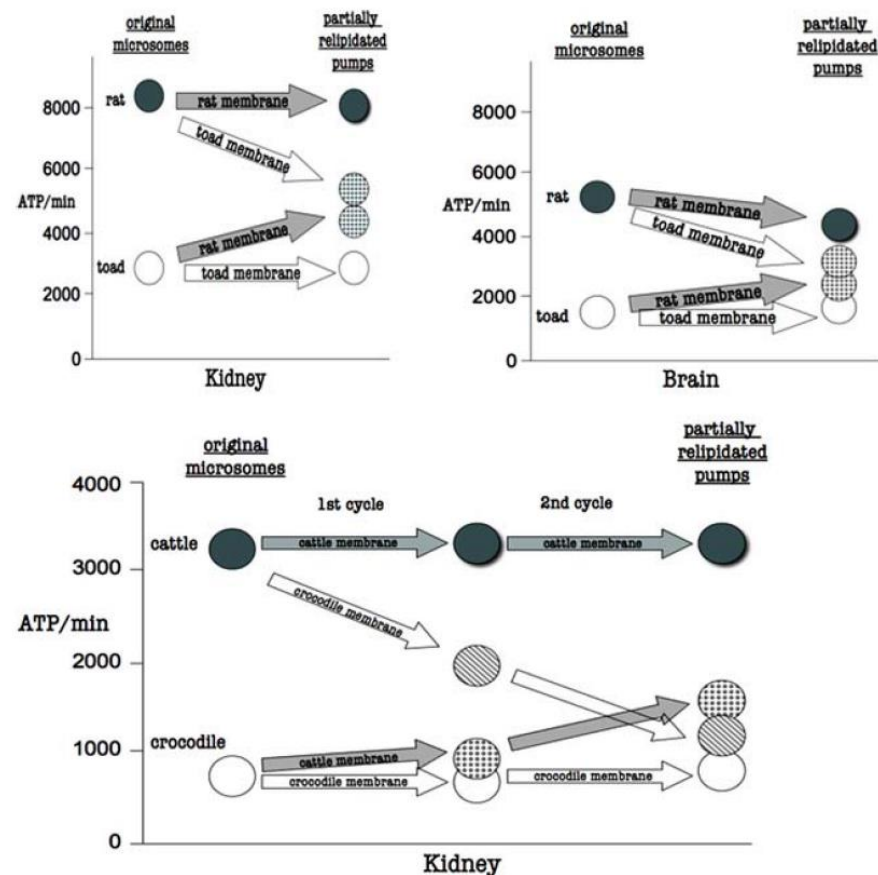 original
microsomes
partially
relipidated
pumps
8000
6000
ATP/min
4000
2000
0
rat
toad
rat membrane
toad membrane
rat membrane
toad membrane
Kidney
original
microsomes
partially
relipidated
pumps
8000
6000
ATP/min
4000
2000
0
rat
toad
rat membrane
toad membrane
rat membrane
toad membrane
Brain
original
microsomes
partially
relipidated
pumps
4000
3000
ATP/min
2000
1000
0
1st cycle
2nd cycle
cattle
cattle membrane
cattle membrane
crocodile membrane
crocodile
cattle membrane
crocodile membrane
crocodile membrane
Kidney